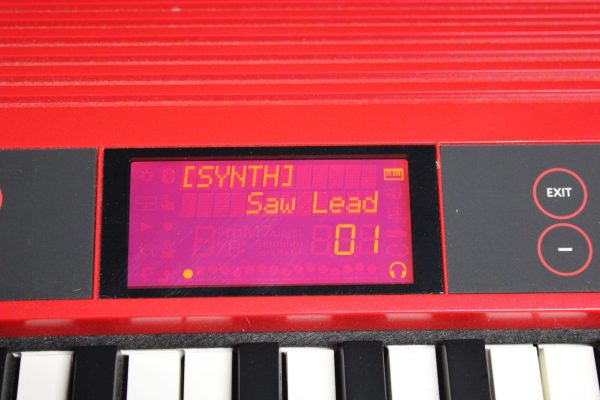 [SYNTH]
Saw Lead
01
EXIT
−